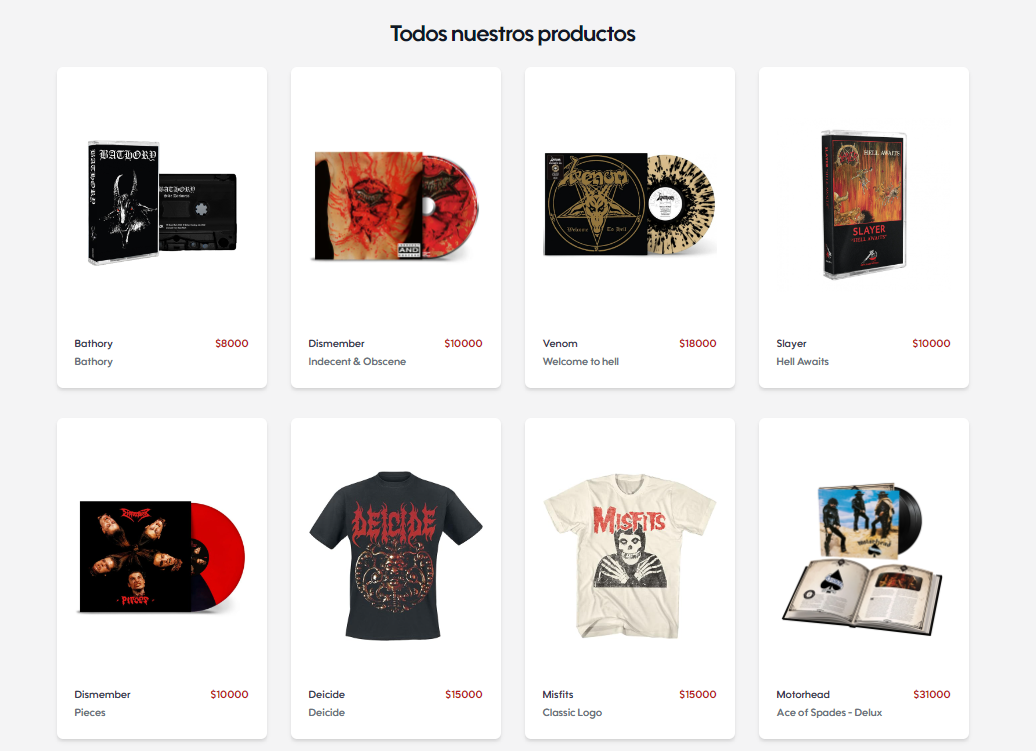 Todos nuestros productos
BATHORY
BATHORY
BATHORY
Venom
Welcome To Hell
HELL AWAITS
SLAYER
"HELL AWAITS"
Bathory $8000
Bathory
Dismember $10000
Indecent & Obscene
Venom $18000
Welcome to hell
Slayer $10000
Hell Awaits
PIECES
DEICIDE
MISFITS
Motorhead
Dismember $10000
Pieces
Deicide $15000
Deicide
Misfits $15000
Classic Logo
Motorhead $31000
Ace of Spades - Delux